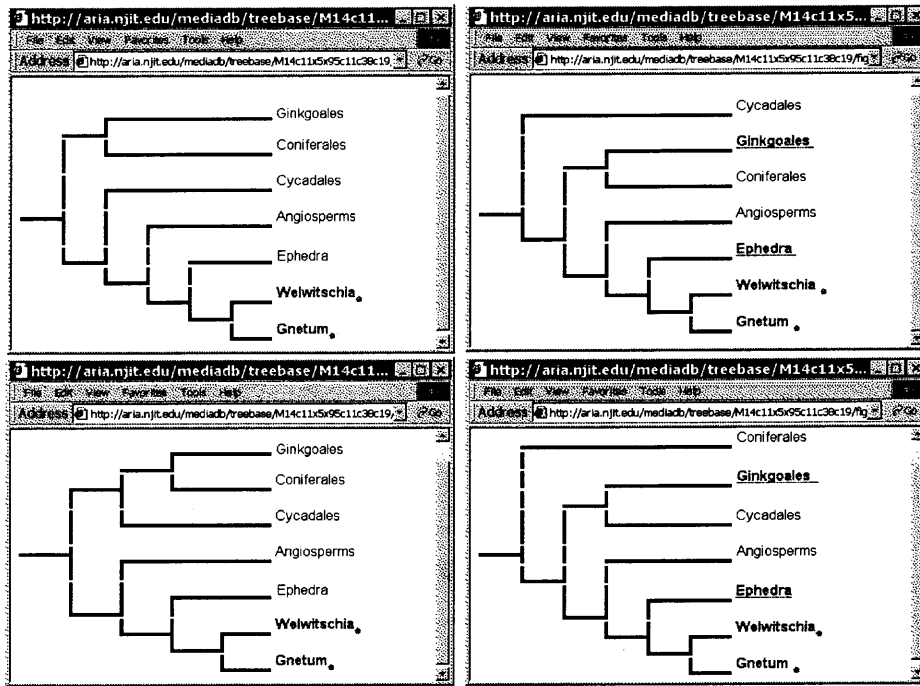 http://aria.njit.edu/mediadb/treebase/M14c11...
File Edit View Favorites Tools Help
Address http://aria.njit.edu/mediadb/treebase/M14c11x5x95c11c38c19, Go
Ginkgoales
Coniferales
Cycadales
Angiosperms
Ephedra
Welwitschia
Gnetum
http://aria.njit.edu/mediadb/treebase/M14c11x5...
File Edit View Favorites Tools Help
Address http://aria.njit.edu/mediadb/treebase/M14c11x5x95c11c38c19/fig Go
Cycadales
Ginkgoales
Coniferales
Angiosperms
Ephedra
Welwitschia
Gnetum
http://aria.njit.edu/mediadb/treebase/M14c11...
File Edit View Favorites Tools Help
Address http://aria.njit.edu/mediadb/treebase/M14c11x5x95c11c38c19, Go
Ginkgoales
Coniferales
Cycadales
Angiosperms
Ephedra
Welwitschia
Gnetum
http://aria.njit.edu/mediadb/treebase/M14c11x5...
File Edit View Favorites Tools Help
Address http://aria.njit.edu/mediadb/treebase/M14c11x5x95c11c38c19/fig Go
Coniferales
Ginkgoales
Cycadales
Angiosperms
Ephedra
Welwitschia
Gnetum